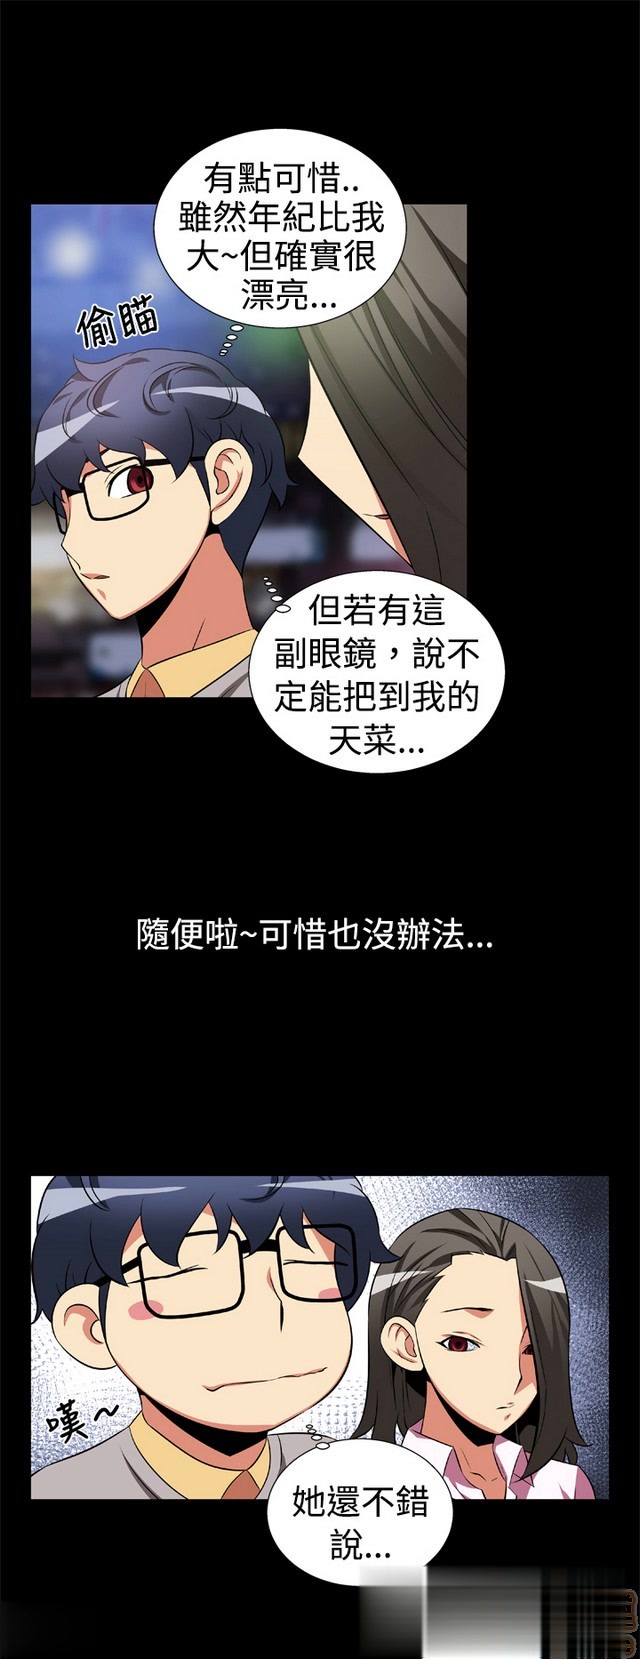 有點可惜..
雖然年紀比我
大~但確實很
漂亮...
偷瞄
但若有這
副眼鏡，說不
定能把到我的
天菜...
隨便啦~可惜也沒辦法...
嘆~
她還不錯
說...